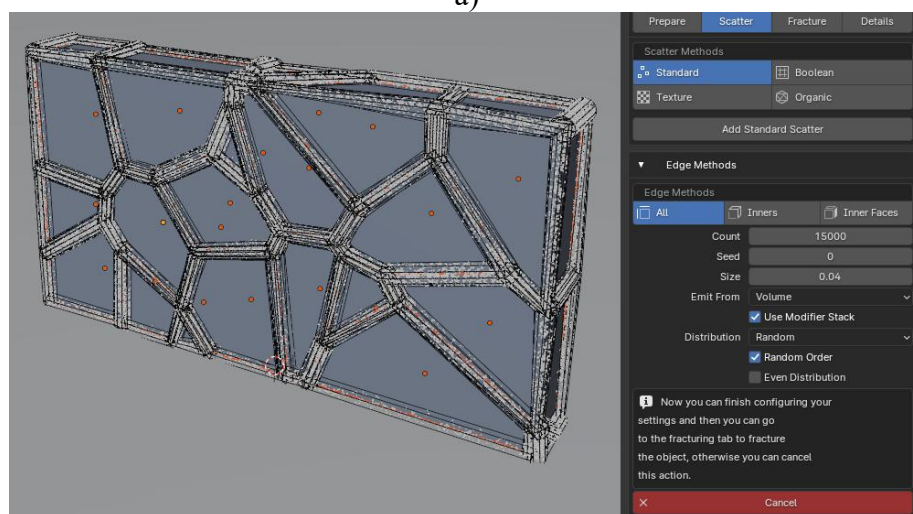 a)
Prepare Scatter Fracture Details
Scatter Methods
Standard Boolean
Texture Organic
Add Standard Scatter
Edge Methods
Edge Methods
All Inners Inner Faces
Count 15000
Seed 0
Size 0.04
Emit From Volume
Use Modifier Stack
Distribution Random
Random Order
Even Distribution
Now you can finish configuring your
settings and then you can go
to the fracturing tab to fracture
the object, otherwise you can cancel
this action.
Cancel